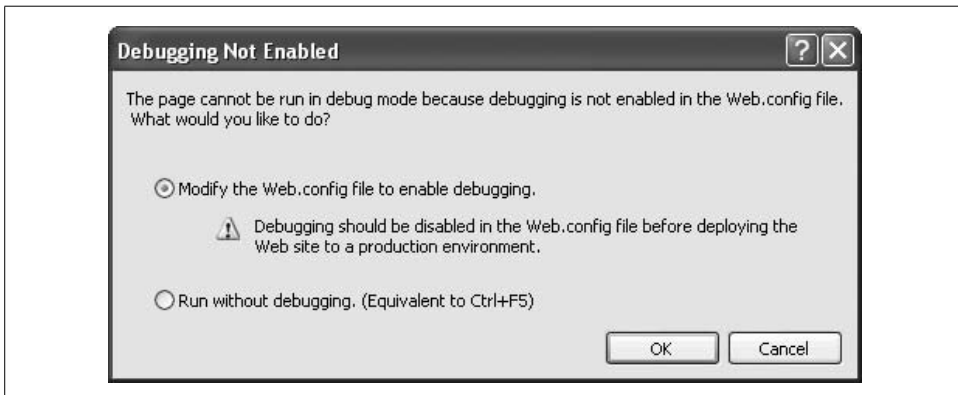 Debugging Not Enabled
The page cannot be run in debug mode because debugging is not enabled in the Web.config file.
What would you like to do?
Modify the Web.config file to enable debugging.
Debugging should be disabled in the Web.config file before deploying the
Web site to a production environment.
Run without debugging. (Equivalent to Ctrl+F5)
OK
Cancel